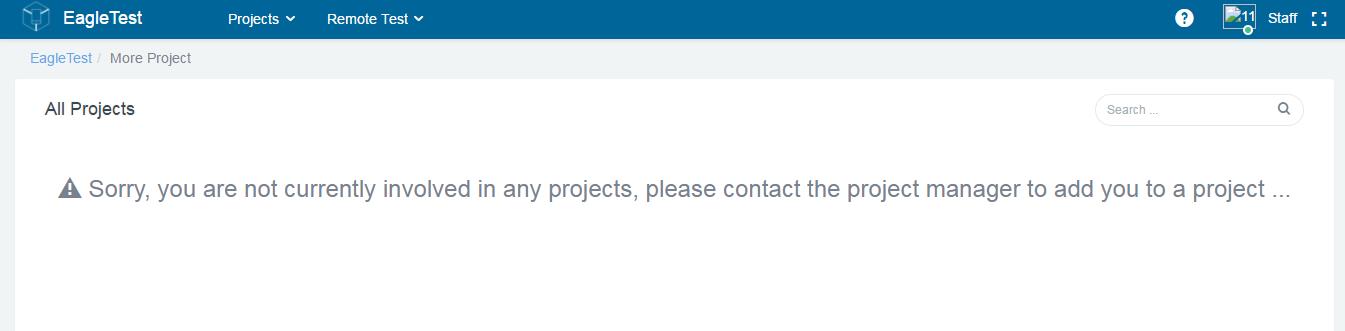 EagleTest Projects Remote Test ? 11 Staff
EagleTest / More Project
All Projects Search ...
Sorry, you are not currently involved in any projects, please contact the project manager to add you to a project ...